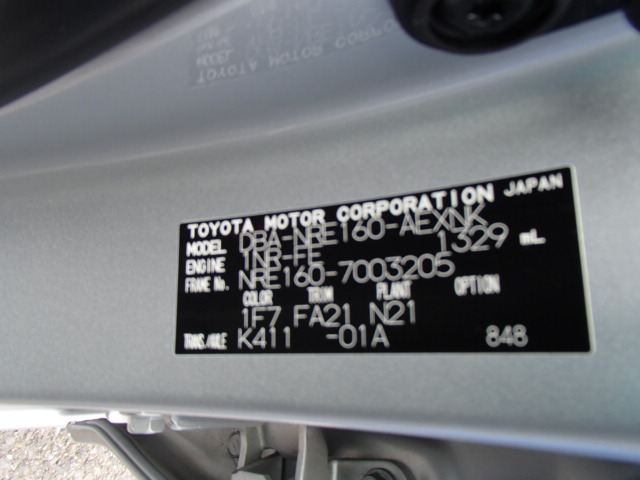 TOYOTA MOTOR CORPORATION JAPAN
MODEL DBA-NRE160-AEXNK
ENGINE 1NR-FE 1329 mL
FRAME No. NRE160-7003205
COLOR TRIM PLANT OPTION
1F7 FA21 N21
TRANS/AXLE K411 -01A 848